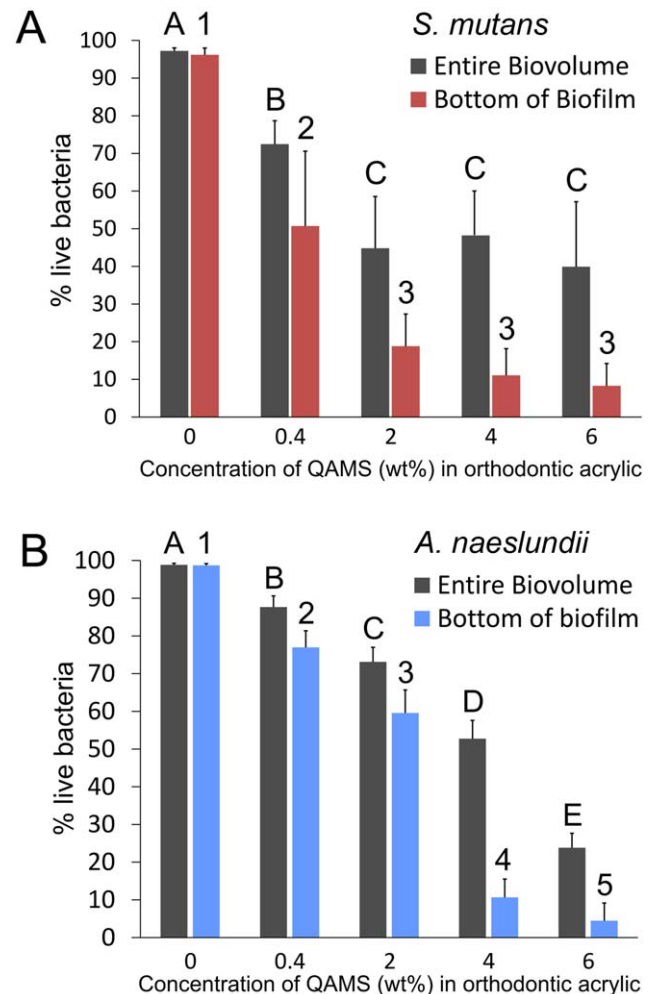 A
S. mutans
Entire Biovolume
Bottom of Biofilm
% live bacteria
100
90
80
70
60
50
40
30
20
10
0
A 1
B 2
C 3
C 3
C 3
0 0.4 2 4 6
Concentration of QAMS (wt%) in orthodontic acrylic
B
A. naeslundii
Entire Biovolume
Bottom of biofilm
% live bacteria
100
90
80
70
60
50
40
30
20
10
0
A 1
B 2
C 3
D 4
E 5
0 0.4 2 4 6
Concentration of QAMS (wt%) in orthodontic acrylic